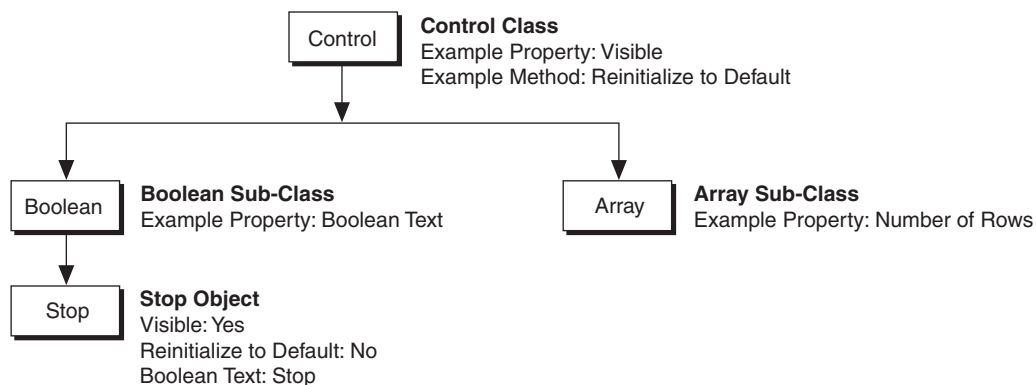 Control
Control Class
Example Property: Visible
Example Method: Reinitialize to Default
Boolean
Boolean Sub-Class
Example Property: Boolean Text
Array
Array Sub-Class
Example Property: Number of Rows
Stop
Stop Object
Visible: Yes
Reinitialize to Default: No
Boolean Text: Stop